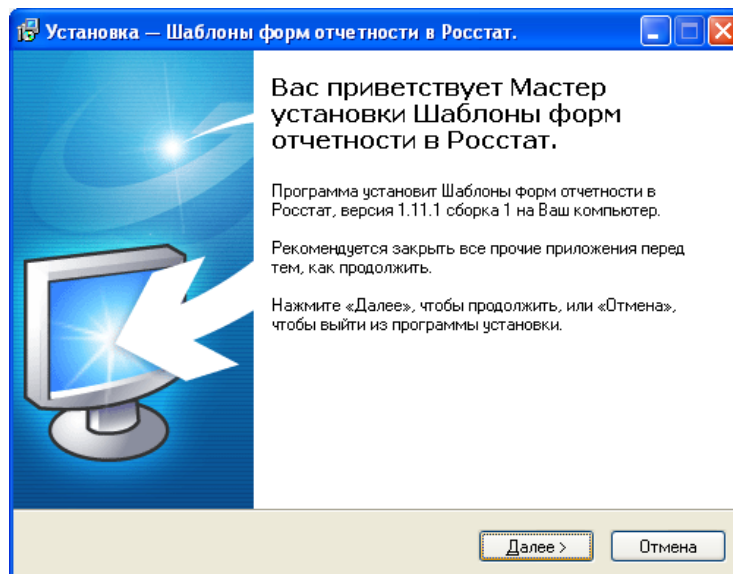 Установка — Шаблоны форм отчетности в Росстат.
Вас приветствует Мастер
установки Шаблоны форм
отчетности в Росстат.
Программа установит Шаблоны форм отчетности в
Росстат, версия 1.11.1 сборка 1 на Ваш компьютер.
Рекомендуется закрыть все прочие приложения перед
тем, как продолжить.
Нажмите «Далее», чтобы продолжить, или «Отмена»,
чтобы выйти из программы установки.
Далее >
Отмена